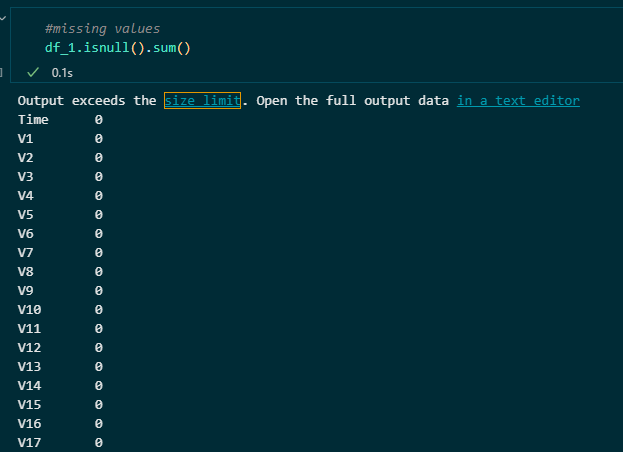 #missing values
df_1.isnull().sum()
0.1s
Output exceeds the size limit. Open the full output data in a text editor
Time 0
V1 0
V2 0
V3 0
V4 0
V5 0
V6 0
V7 0
V8 0
V9 0
V10 0
V11 0
V12 0
V13 0
V14 0
V15 0
V16 0
V17 0